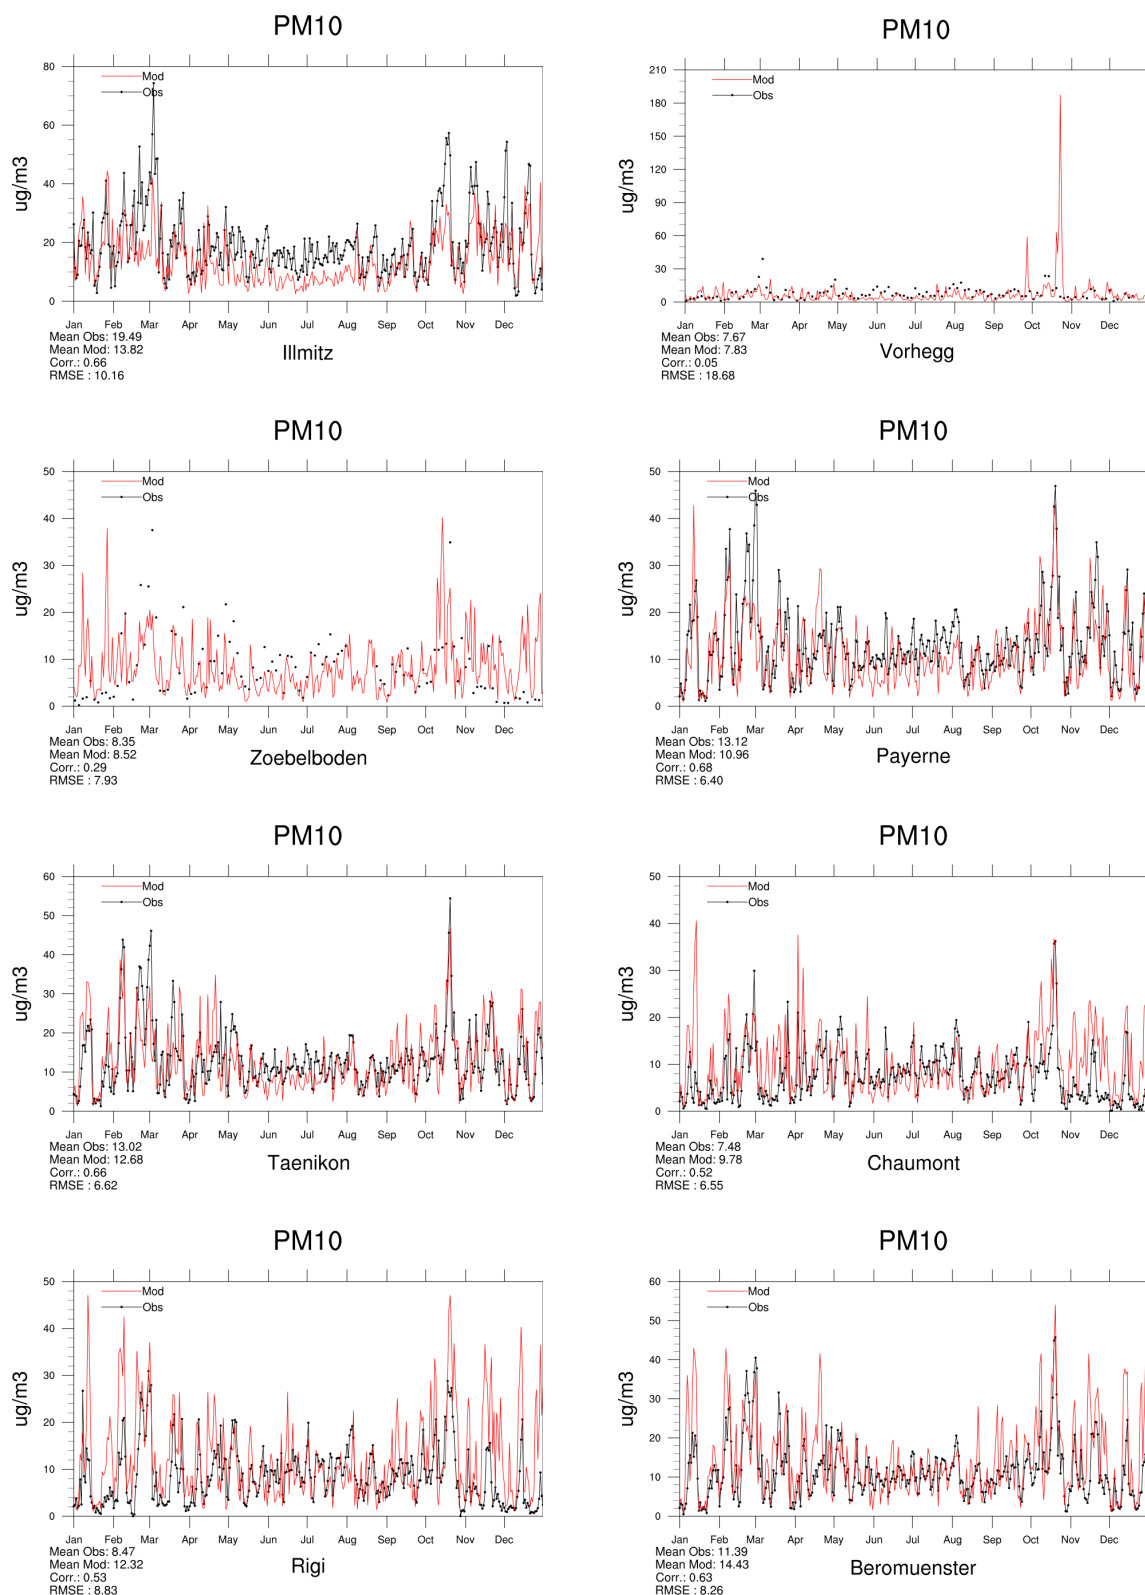 PM10
80
60
40
20
0
ug/m3
Mod
Obs
Jan Feb Mar Apr May Jun Jul Aug Sep Oct Nov Dec
Mean Obs: 19.49
Mean Mod: 13.82
Corr.: 0.66
RMSE : 10.16
Illmitz
PM10
210
180
150
120
90
60
30
0
ug/m3
Mod
Obs
Jan Feb Mar Apr May Jun Jul Aug Sep Oct Nov Dec
Mean Obs: 7.67
Mean Mod: 7.83
Corr.: 0.05
RMSE : 18.68
Vorhegg
PM10
50
40
30
20
10
0
ug/m3
Mod
Obs
Jan Feb Mar Apr May Jun Jul Aug Sep Oct Nov Dec
Mean Obs: 8.35
Mean Mod: 8.52
Corr.: 0.29
RMSE : 7.93
Zoebelboden
PM10
50
40
30
20
10
0
ug/m3
Mod
Obs
Jan Feb Mar Apr May Jun Jul Aug Sep Oct Nov Dec
Mean Obs: 13.12
Mean Mod: 10.96
Corr.: 0.68
RMSE : 6.40
Payerne
PM10
60
50
40
30
20
10
0
ug/m3
Mod
Obs
Jan Feb Mar Apr May Jun Jul Aug Sep Oct Nov Dec
Mean Obs: 13.02
Mean Mod: 12.68
Corr.: 0.66
RMSE : 6.62
Taenikon
PM10
50
40
30
20
10
0
ug/m3
Mod
Obs
Jan Feb Mar Apr May Jun Jul Aug Sep Oct Nov Dec
Mean Obs: 7.48
Mean Mod: 9.78
Corr.: 0.52
RMSE : 6.55
Chaumont
PM10
50
40
30
20
10
0
ug/m3
Mod
Obs
Jan Feb Mar Apr May Jun Jul Aug Sep Oct Nov Dec
Mean Obs: 8.47
Mean Mod: 12.32
Corr.: 0.53
RMSE : 8.83
Rigi
PM10
60
50
40
30
20
10
0
ug/m3
Mod
Obs
Jan Feb Mar Apr May Jun Jul Aug Sep Oct Nov Dec
Mean Obs: 11.39
Mean Mod: 14.43
Corr.: 0.63
RMSE : 8.26
Beromuenster